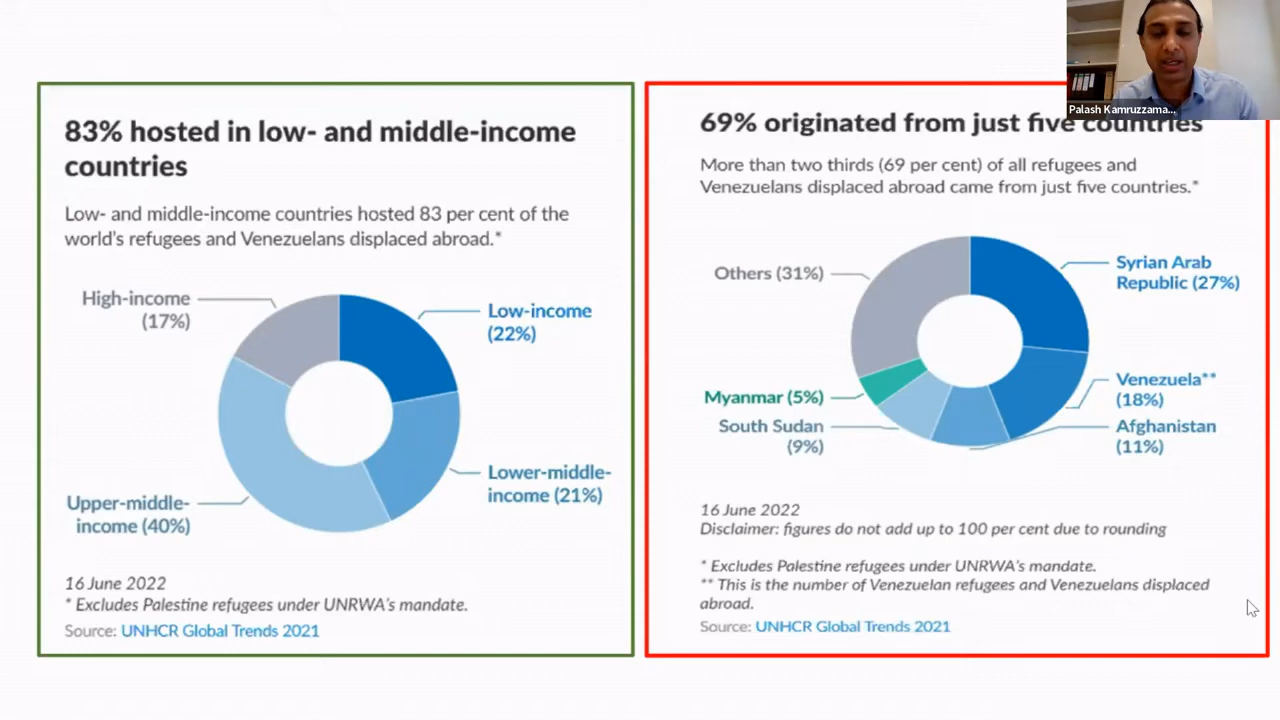 83% hosted in low- and middle-income
countries
Low- and middle-income countries hosted 83 per cent of the
world's refugees and Venezuelans displaced abroad.*
High-income
(17%)
Low-income
(22%)
Upper-middle-
income (40%)
Lower-middle-
income (21%)
16 June 2022
* Excludes Palestine refugees under UNRWA's mandate.
Source: UNHCR Global Trends 2021
Palash Kamruzzama...
69% originated from just five countries
More than two thirds (69 per cent) of all refugees and
Venezuelans displaced abroad came from just five countries.*
Others (31%)
Syrian Arab
Republic (27%)
Myanmar (5%)
South Sudan
(9%)
Venezuela**
(18%)
Afghanistan
(11%)
16 June 2022
Disclaimer: figures do not add up to 100 per cent due to rounding
* Excludes Palestine refugees under UNRWA's mandate.
** This is the number of Venezuelan refugees and Venezuelans displaced
abroad.
Source: UNHCR Global Trends 2021